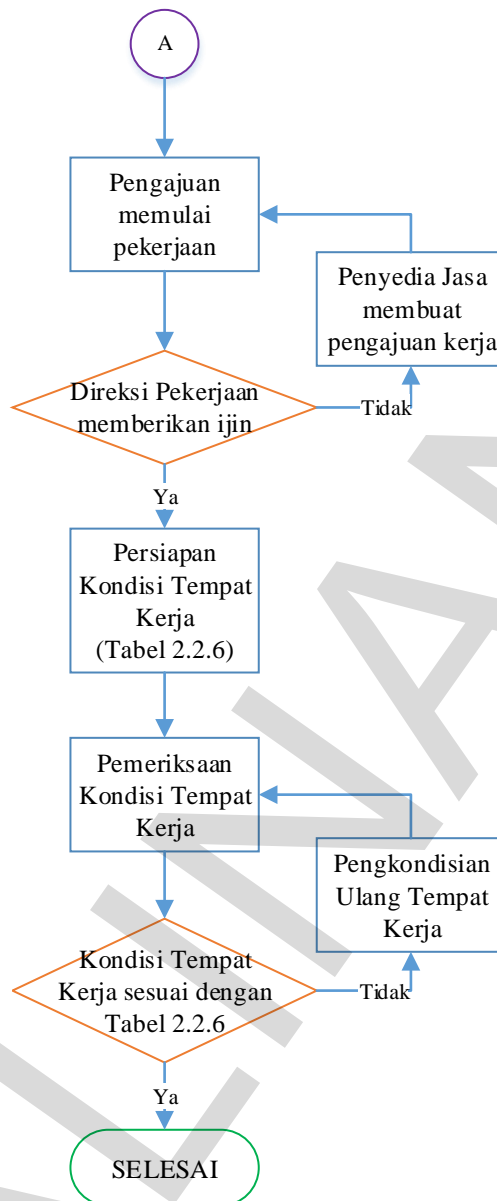 A
Pengajuan
memulai
pekerjaan
Penyedia Jasa
membuat
pengajuan kerja
Direksi Pekerjaan
memberikan ijin
Tidak
Ya
Persiapan
Kondisi Tempat
Kerja
(Tabel 2.2.6)
Pemeriksaan
Kondisi Tempat
Kerja
Pengkondisian
Ulang Tempat
Kerja
Kondisi Tempat
Kerja sesuai dengan
Tabel 2.2.6
Tidak
Ya
SELESAI